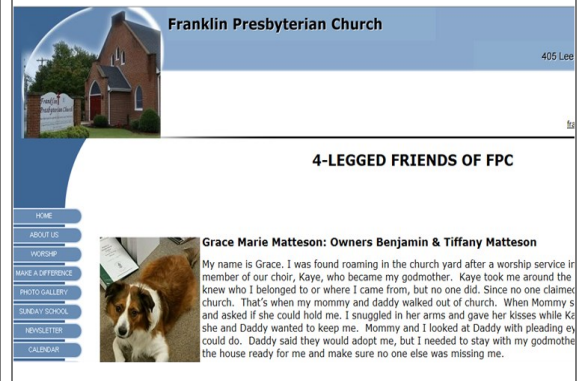 Franklin Presbyterian Church
405 Lee
Franklin
Presbyterian Church
fra
4-LEGGED FRIENDS OF FPC
HOME
ABOUT US
WORSHIP
MAKE A DIFFERENCE
PHOTO GALLERY
SUNDAY SCHOOL
NEWSLETTER
CALENDAR
Grace Marie Matteson: Owners Benjamin & Tiffany Matteson
My name is Grace. I was found roaming in the church yard after a worship service in
member of our choir, Kaye, who became my godmother. Kaye took me around the
knew who I belonged to or where I came from, but no one did. Since no one claimed
church. That's when my mommy and daddy walked out of church. When Mommy s
and asked if she could hold me. I snuggled in her arms and gave her kisses while Ka
she and Daddy wanted to keep me. Mommy and I looked at Daddy with pleading ey
could do. Daddy said they would adopt me, but I needed to stay with my godmothe
the house ready for me and make sure no one else was missing me.